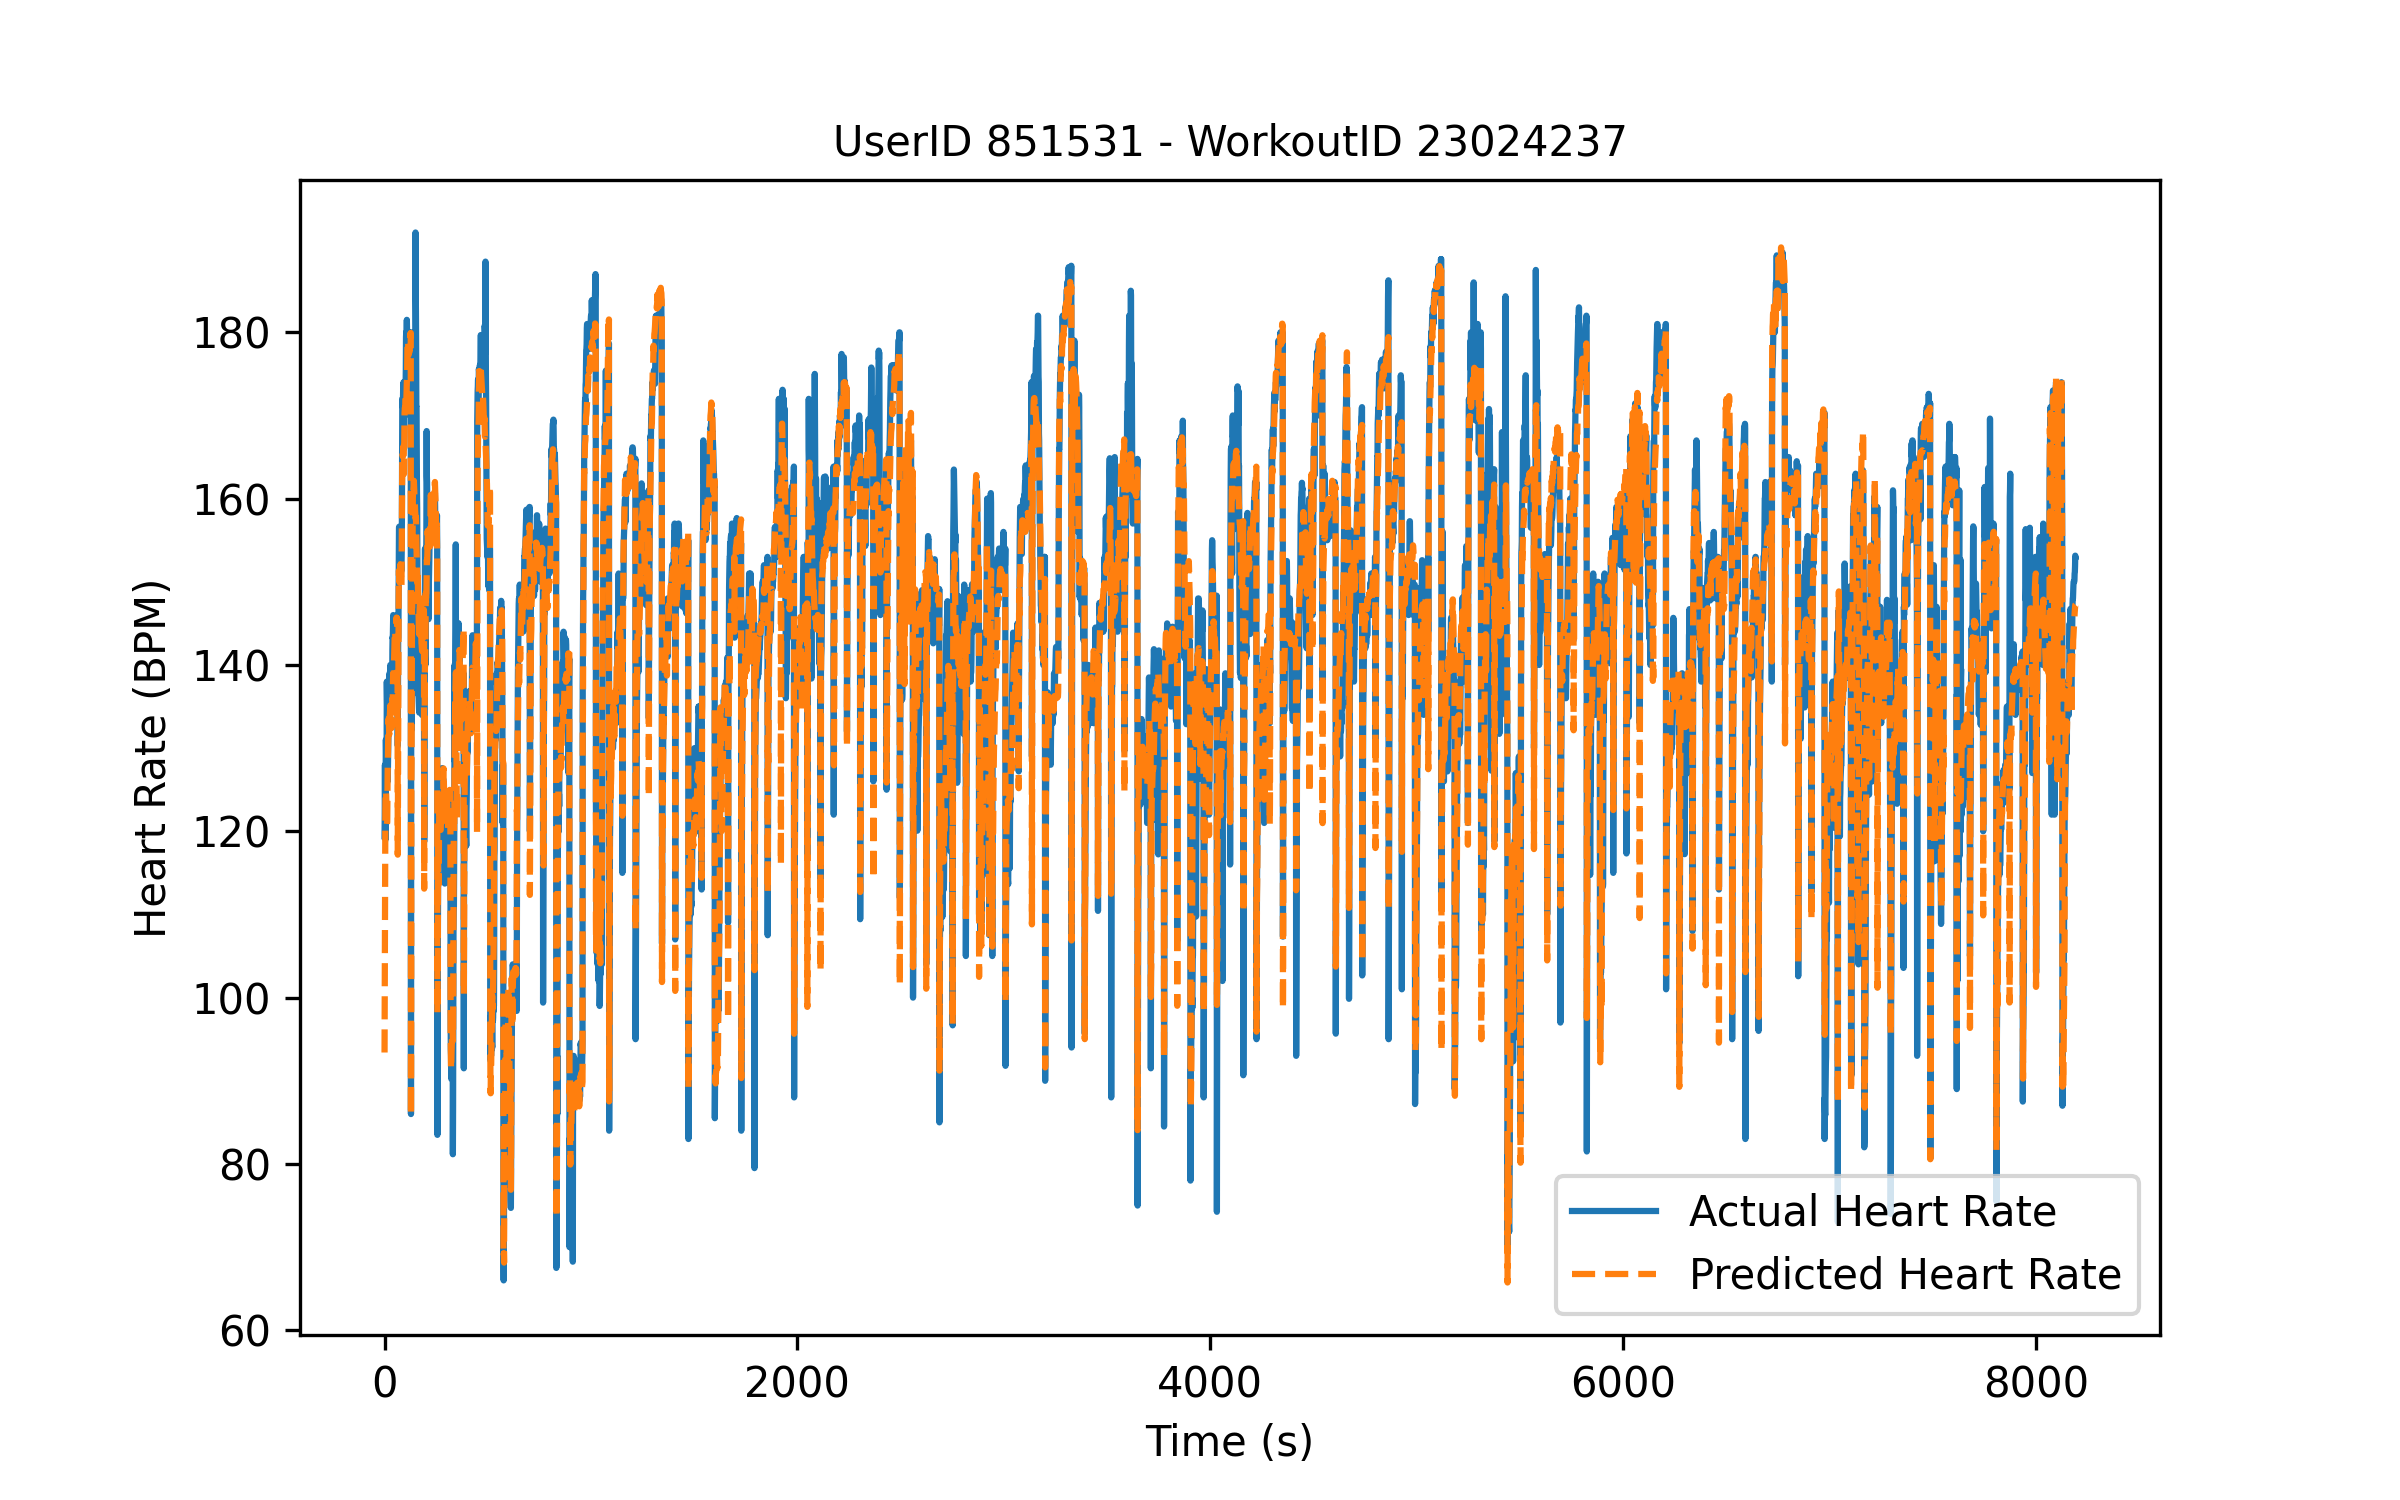 UserID 851531 - WorkoutID 23024237
Heart Rate (BPM)
180
160
140
120
100
80
60
Actual Heart Rate
Predicted Heart Rate
0 2000 4000 6000 8000
Time (s)